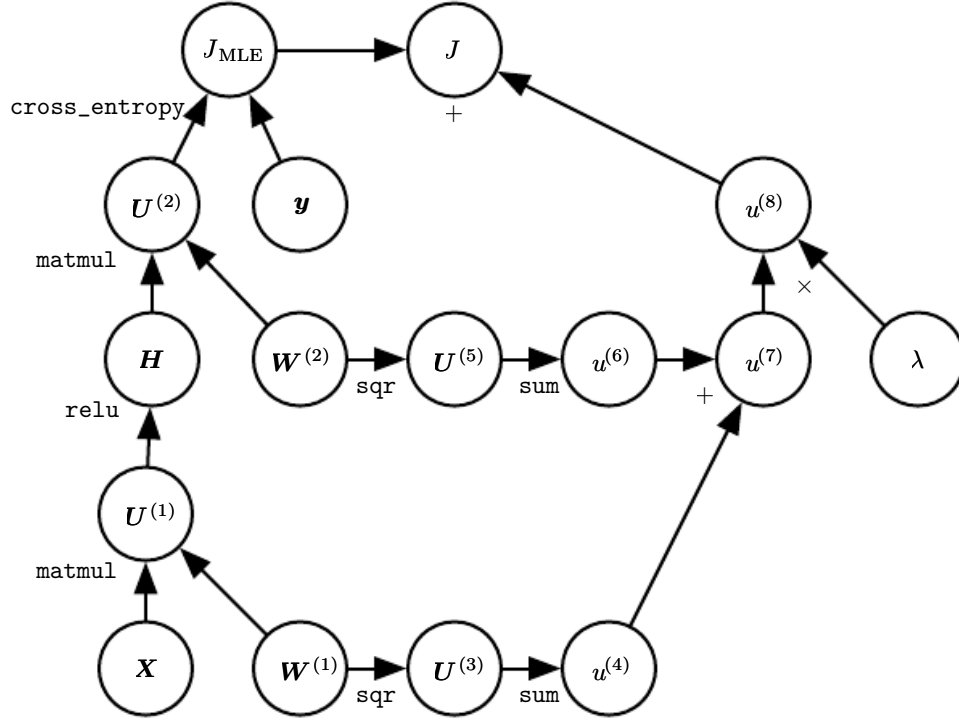 J_MLE J
cross_entropy +
U^(2) y u^(8)
matmul ×
H W^(2) U^(5) u^(6) u^(7) λ
sqr sum +
relu
U^(1)
matmul
X W^(1) U^(3) u^(4)
sqr sum